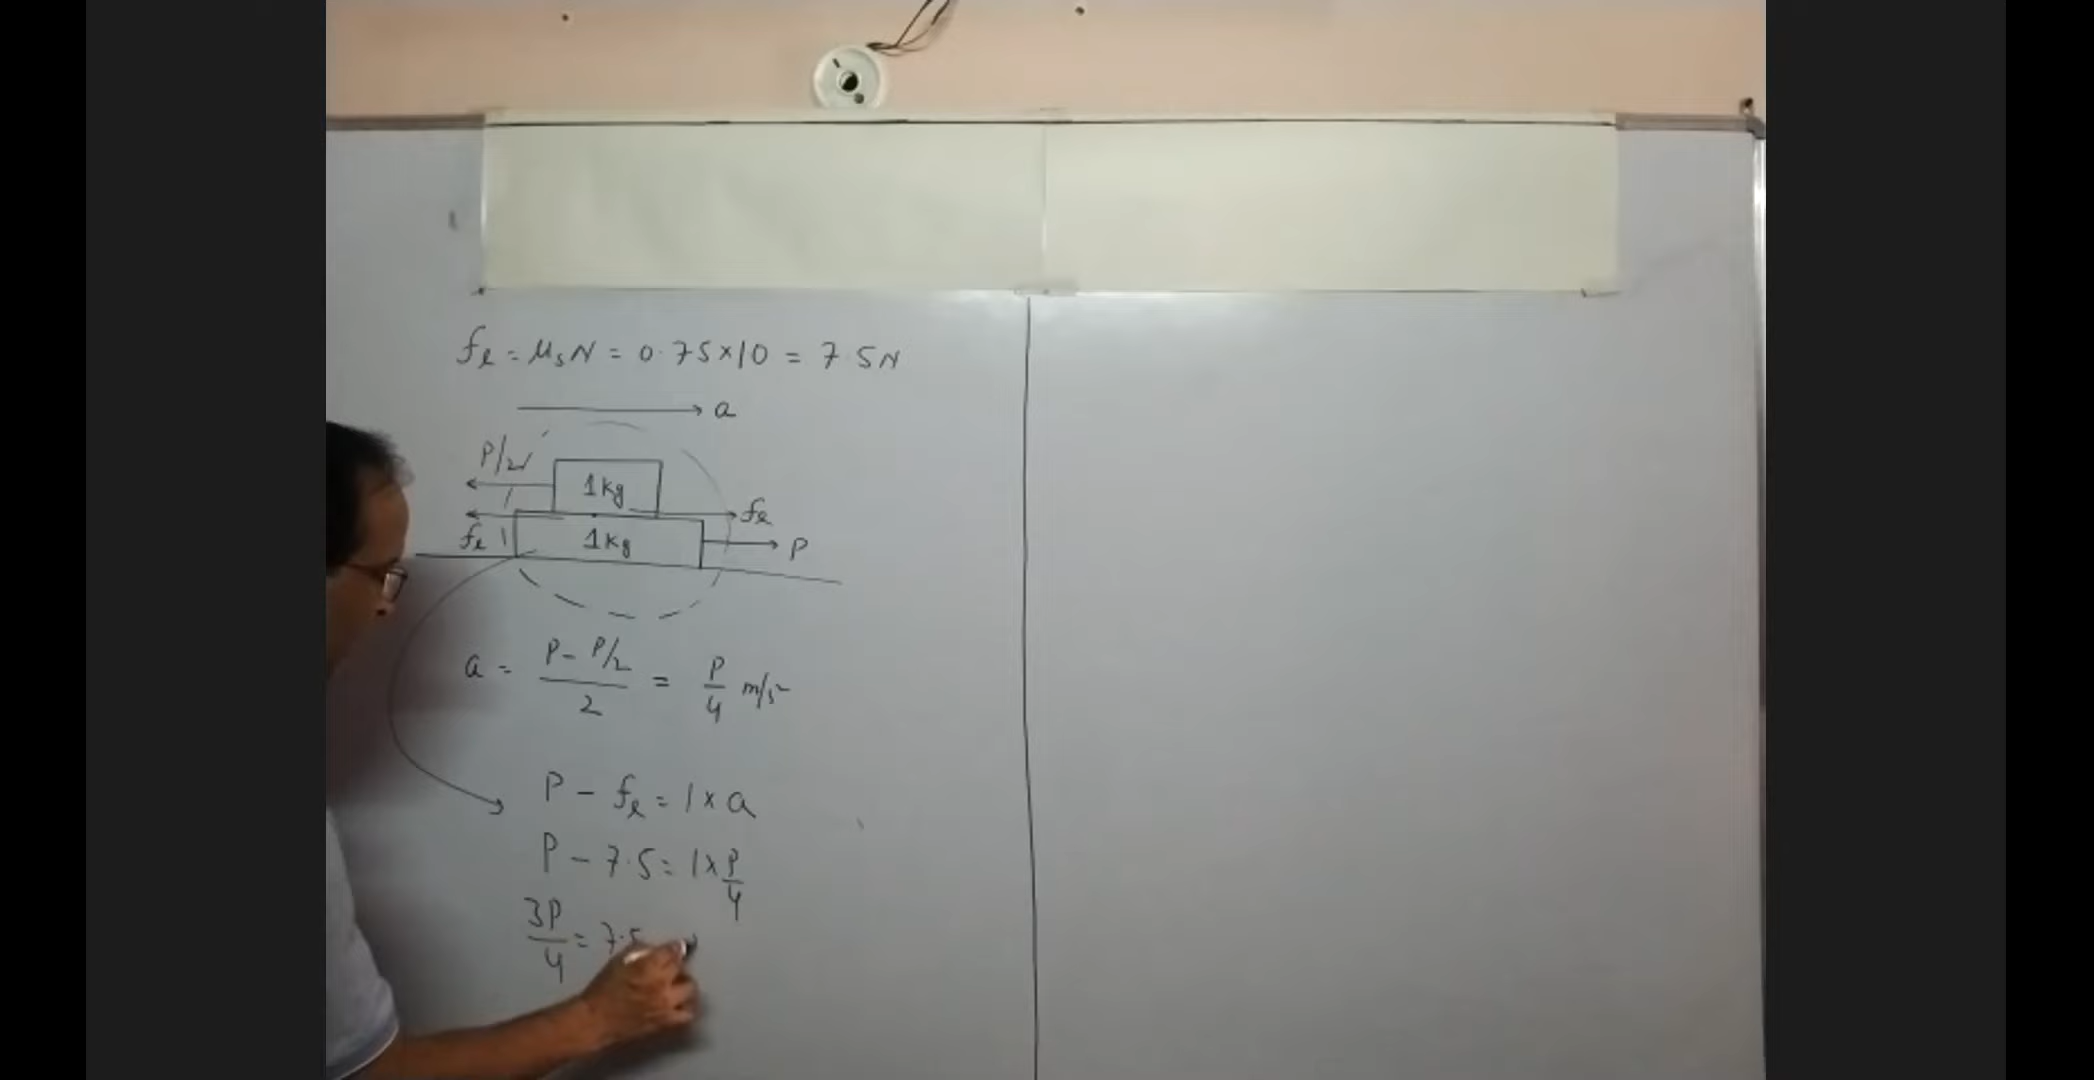 fℓ = μsN = 0.75×10 = 7.5N
a
P/2
1kg
fℓ
fℓ
1kg
P
a = (P - P/2)/2 = P/4 m/s²
P - fℓ = 1 × a
P - 7.5 = 1 × P/4
3P/4 = 7.5